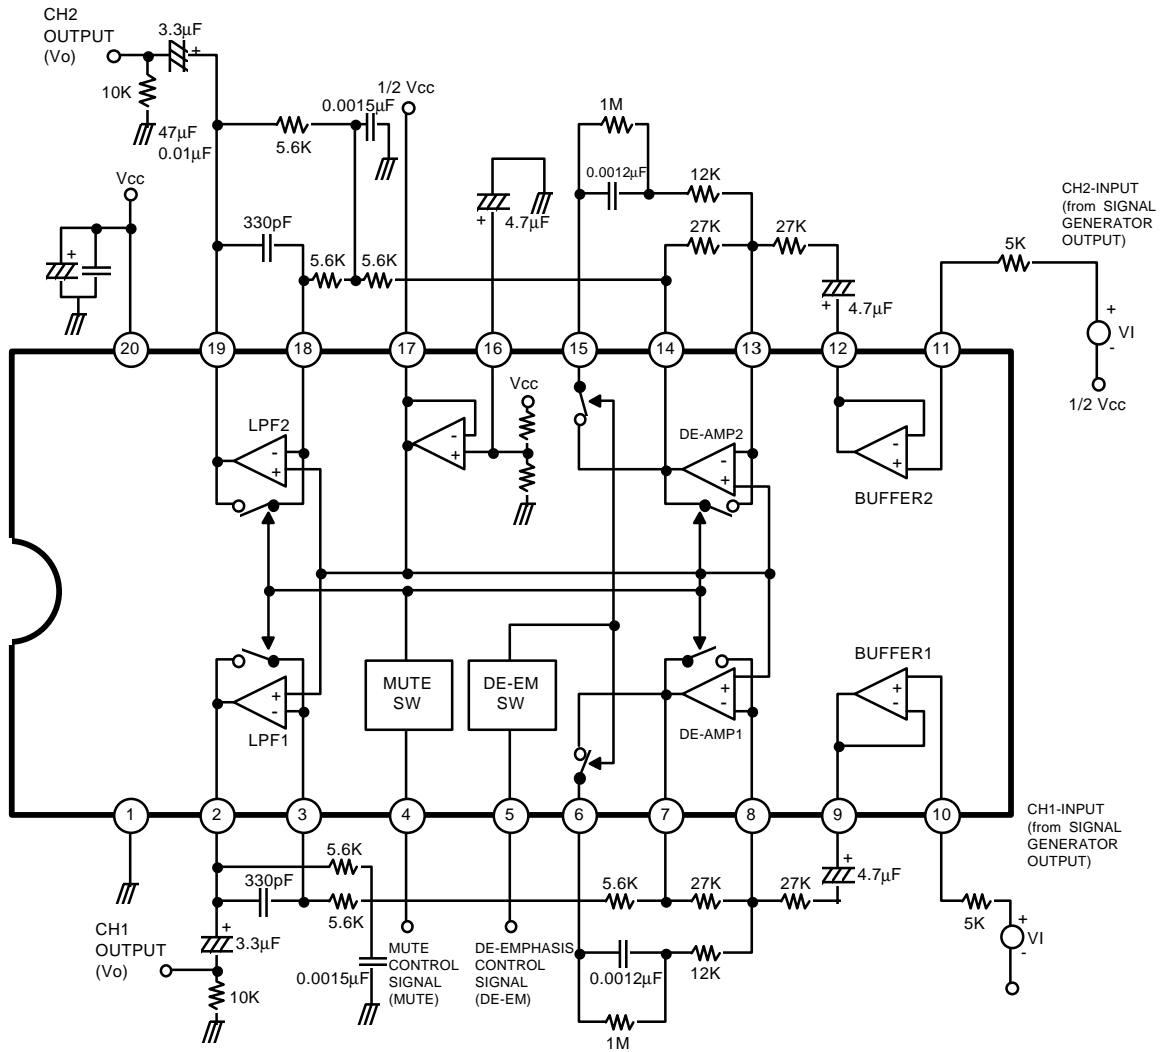 CH2
OUTPUT
(Vo)
3.3μF
+
10K
47μF
0.01μF
Vcc
+
5.6K
0.0015μF
1/2 Vcc
330pF
5.6K 5.6K
+
4.7μF
1M
0.0012μF
12K
27K 27K
+
4.7μF
5K
CH2-INPUT
(from SIGNAL
GENERATOR
OUTPUT)
+
VI
-
1/2 Vcc
20 19 18 17 16 15 14 13 12 11
LPF2
-
+
-
+
Vcc
DE-AMP2
-
+
-
+
BUFFER2
MUTE
SW
DE-EM
SW
+
-
LPF1
+
-
DE-AMP1
BUFFER1
+
-
1 2 3 4 5 6 7 8 9 10
CH1-INPUT
(from SIGNAL
GENERATOR
OUTPUT)
5.6K
330pF
5.6K
5.6K 27K 27K
+
4.7μF
5K
+
VI
-
CH1
OUTPUT
(Vo)
+
3.3μF
10K
0.0015μF
MUTE
CONTROL
SIGNAL
(MUTE)
DE-EMPHASIS
CONTROL
SIGNAL
(DE-EM)
0.0012μF
12K
1M